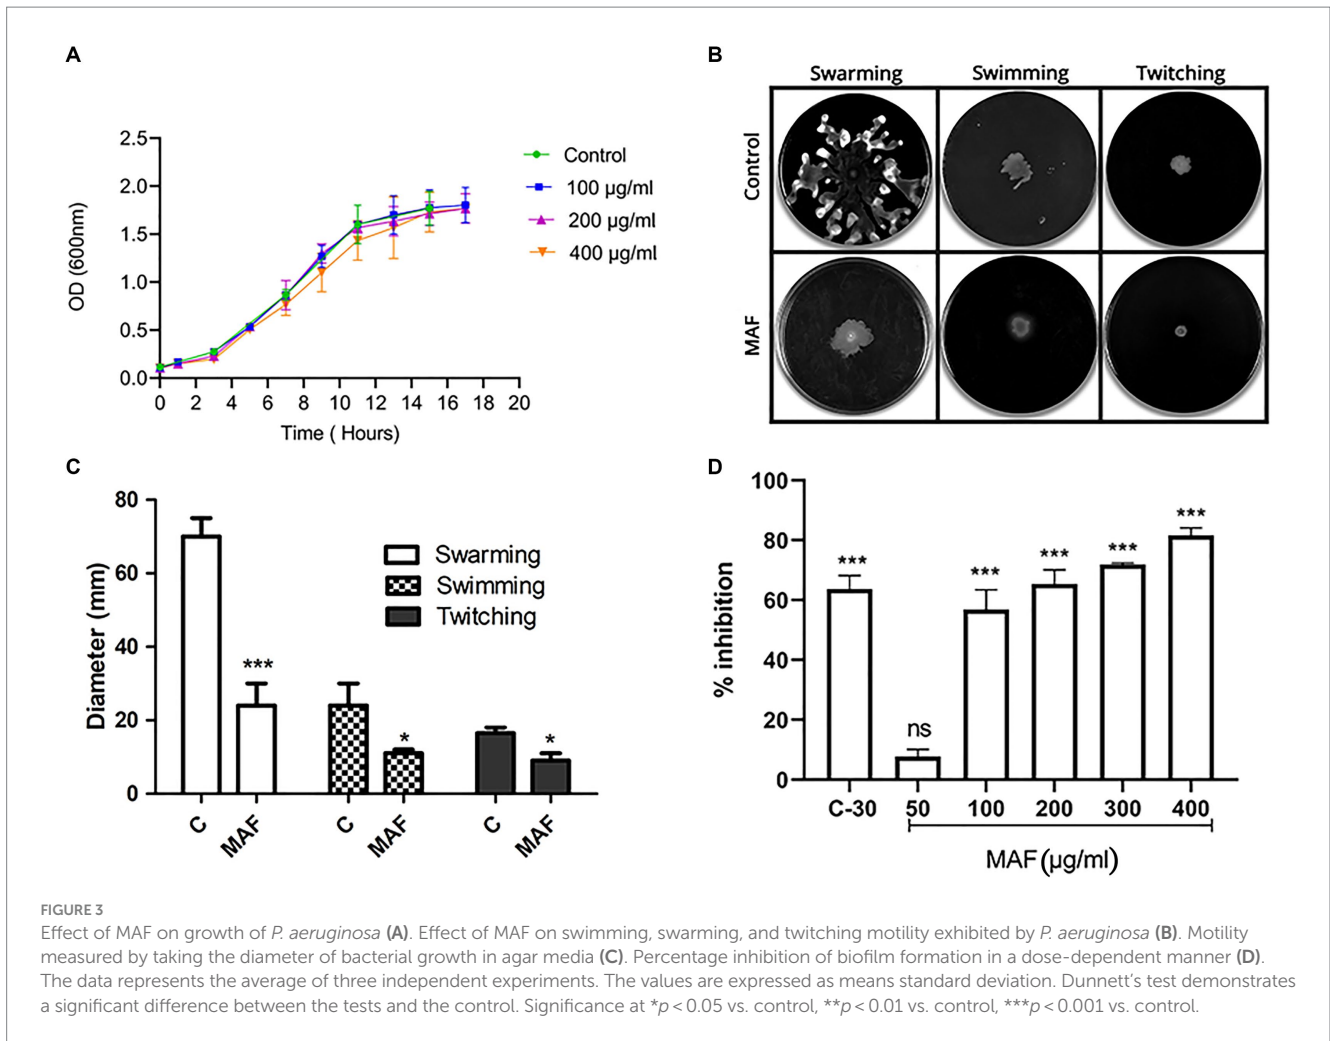 A
2.5
2.0
1.5
1.0
0.5
0.0
OD (600nm)
0 2 4 6 8 10 12 14 16 18 20
Time ( Hours)
Control
100 µg/ml
200 µg/ml
400 µg/ml
B
Swarming Swimming Twitching
Control
MAF
C
80
60
40
20
0
Diameter (mm)
***
*
*
Swarming
Swimming
Twitching
C MAF C MAF C MAF
D
100
80
60
40
20
0
% inhibition
***
ns
***
***
***
***
C-30 50 100 200 300 400
MAF (µg/ml)
FIGURE 3
Effect of MAF on growth of P. aeruginosa (A). Effect of MAF on swimming, swarming, and twitching motility exhibited by P. aeruginosa (B). Motility
measured by taking the diameter of bacterial growth in agar media (C). Percentage inhibition of biofilm formation in a dose-dependent manner (D).
The data represents the average of three independent experiments. The values are expressed as means standard deviation. Dunnett's test demonstrates
a significant difference between the tests and the control. Significance at *p < 0.05 vs. control, **p < 0.01 vs. control, ***p < 0.001 vs. control.